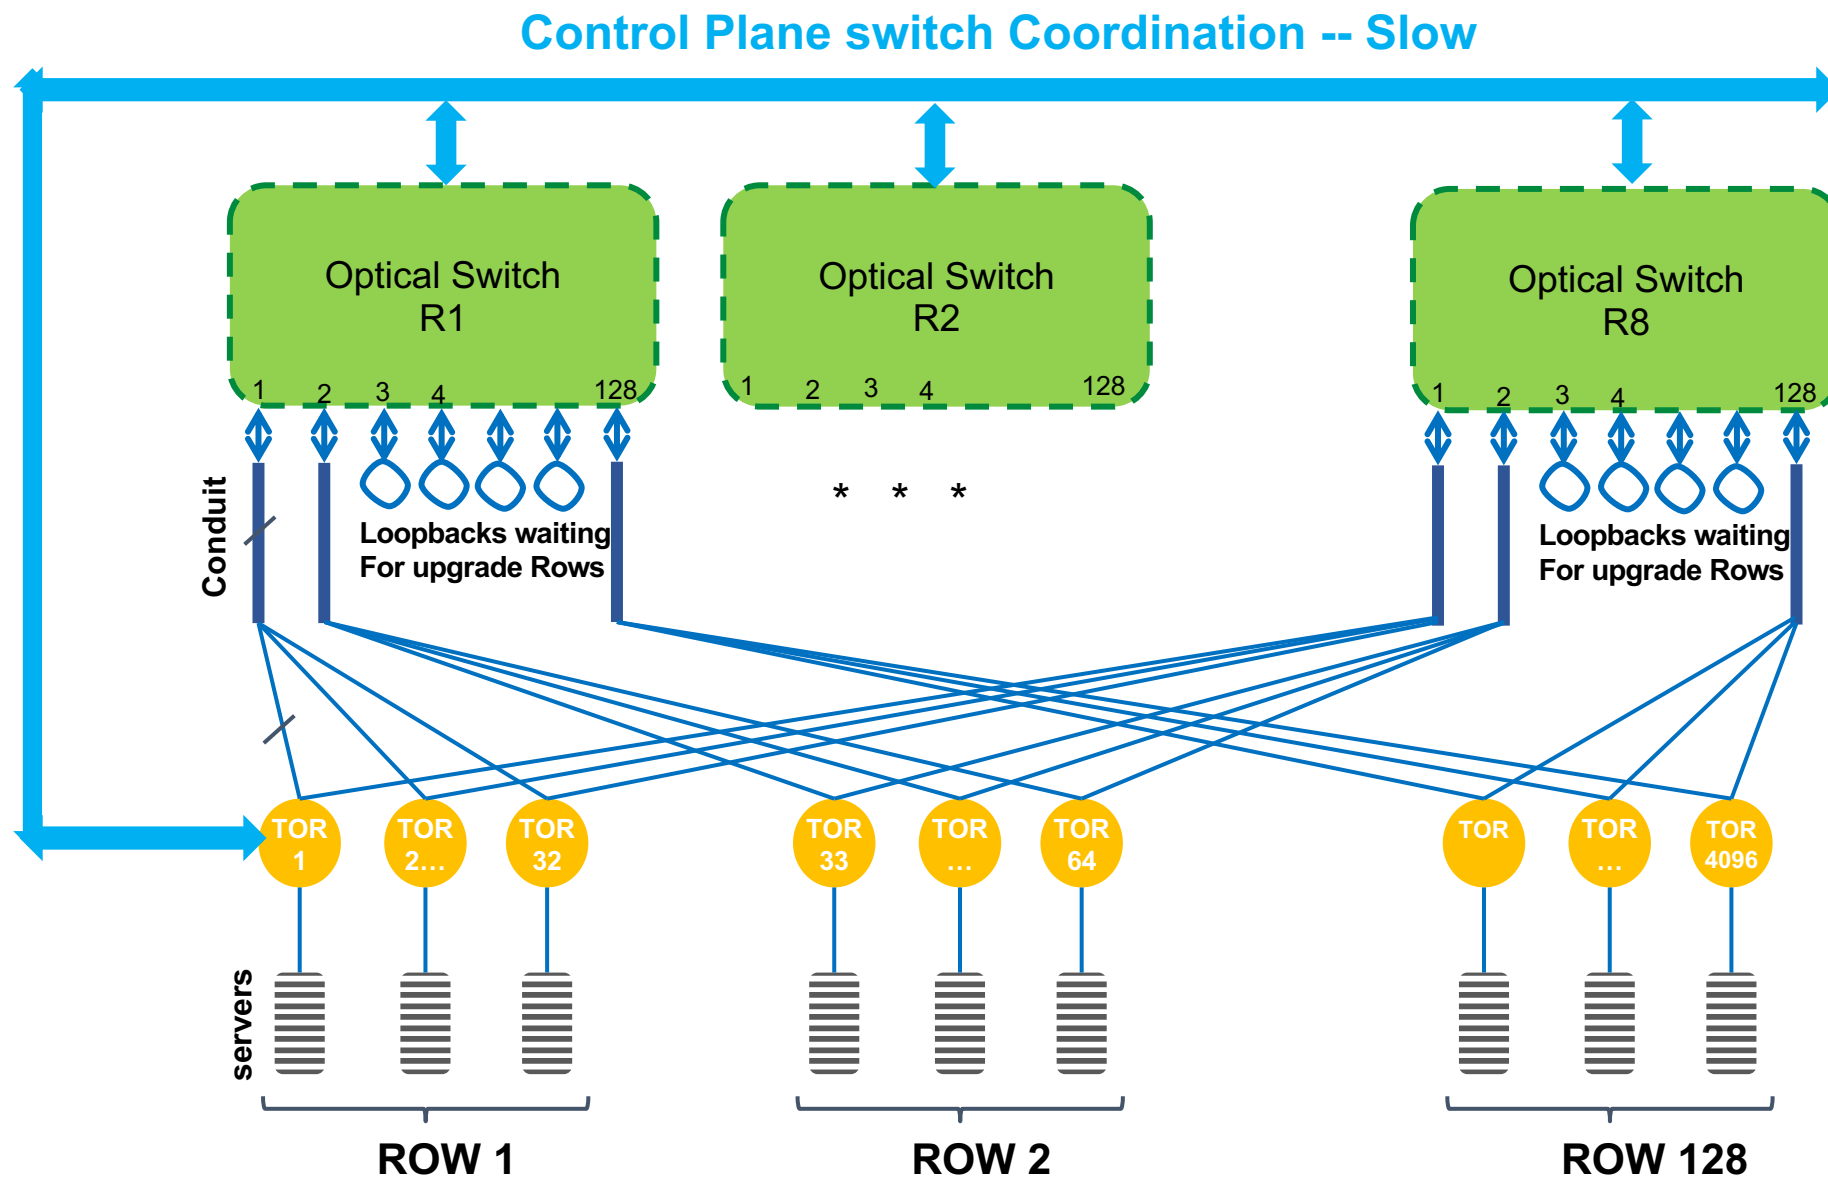 Control Plane switch Coordination -- Slow
Optical Switch
R1
1 2 3 4 128
Optical Switch
R2
1 2 3 4 128
Optical Switch
R8
1 2 3 4 128
Conduit
Loopbacks waiting
For upgrade Rows
* * *
Loopbacks waiting
For upgrade Rows
TOR
1
TOR
2...
TOR
32
TOR
33
TOR
...
TOR
64
TOR
TOR
...
TOR
4096
servers
ROW 1
ROW 2
ROW 128